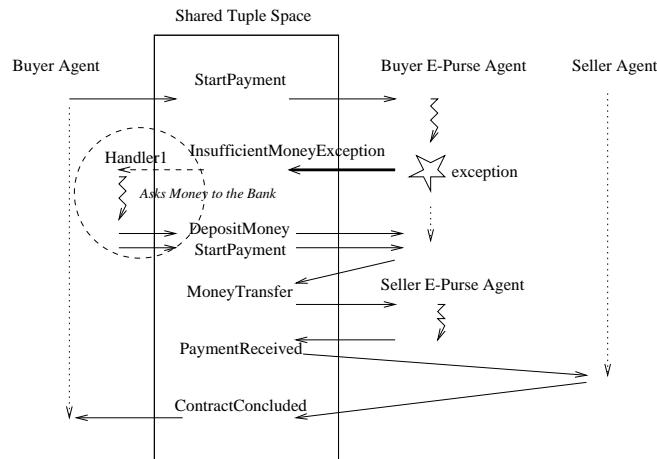 Shared Tuple Space
Buyer Agent
Buyer E-Purse Agent
Seller Agent
StartPayment
InsufficientMoneyException
Handler1
exception
Asks Money to the Bank
DepositMoney
StartPayment
Seller E-Purse Agent
MoneyTransfer
PaymentReceived
ContractConcluded